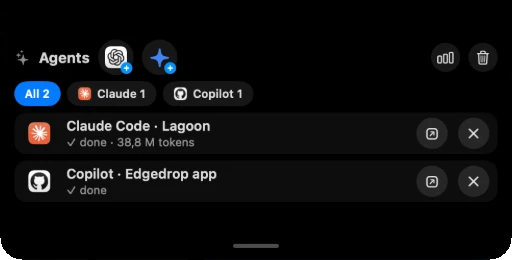 Agents
All 2
Claude 1
Copilot 1
Claude Code · Lagoon
✓ done · 38,8 M tokens
Copilot · Edgedrop app
✓ done